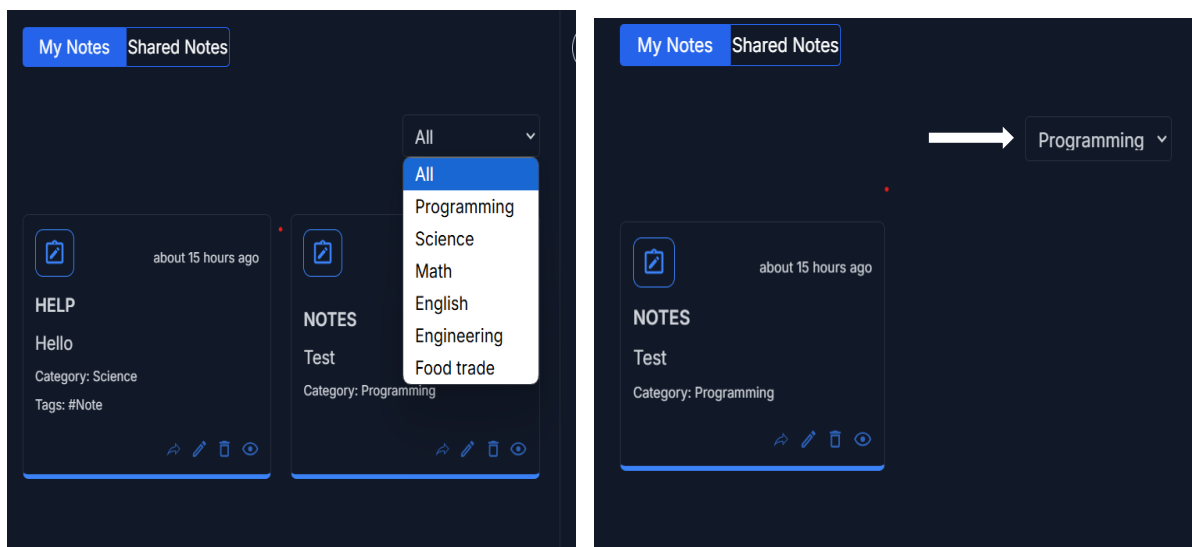 My Notes Shared Notes
All
All
Programming
Science
Math
English
Engineering
Food trade
about 15 hours ago
HELP
Hello
Category: Science
Tags: #Note
NOTES
Test
Category: Programming
My Notes Shared Notes
Programming
about 15 hours ago
NOTES
Test
Category: Programming